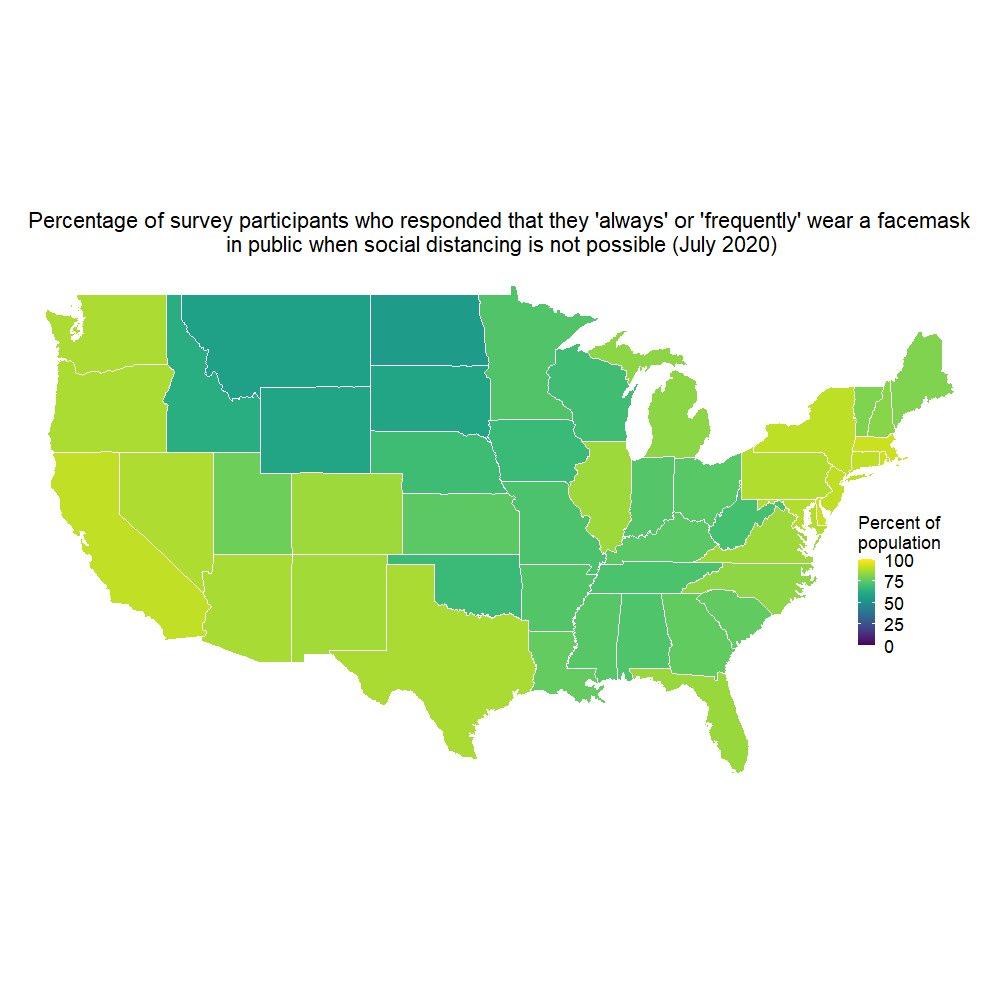 Percentage of survey participants who responded that they 'always' or 'frequently' wear a facemask
in public when social distancing is not possible (July 2020)
Percent of
population
100
75
50
25
0